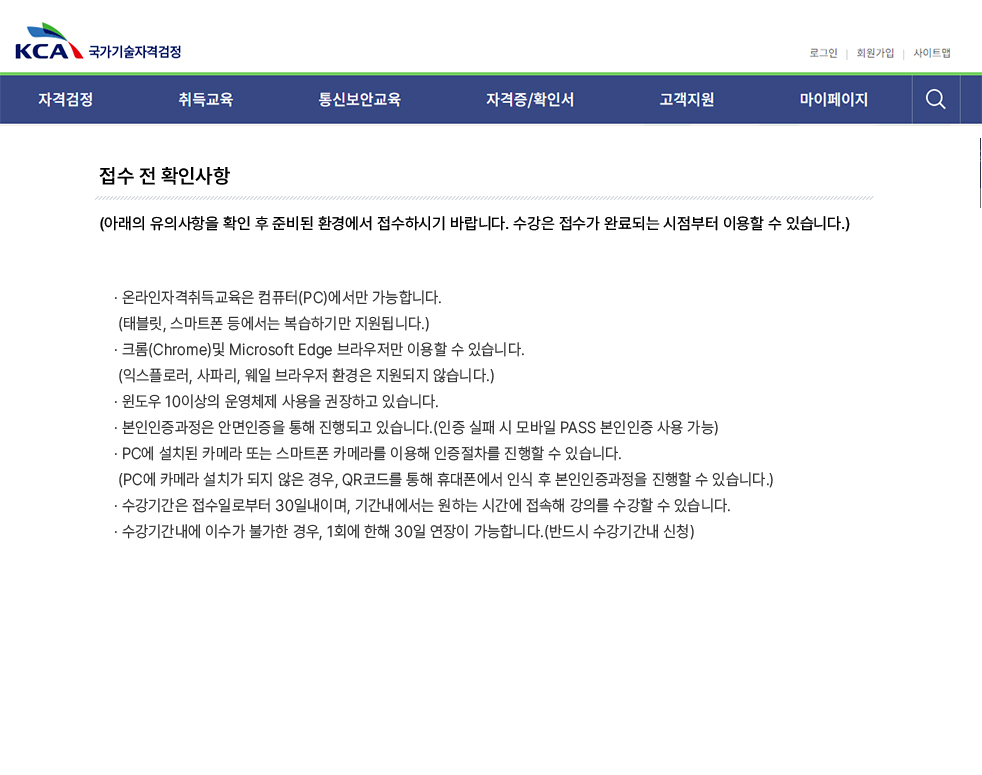 KCA 국가기술자격검정
로그인 | 회원가입 | 사이트맵
자격검정 취득교육 통신보안교육 자격증/확인서 고객지원 마이페이지
접수 전 확인사항
(아래의 유의사항을 확인 후 준비된 환경에서 접수하시기 바랍니다. 수강은 접수가 완료되는 시점부터 이용할 수 있습니다.)
· 온라인자격취득교육은 컴퓨터(PC)에서만 가능합니다.
(태블릿, 스마트폰 등에서는 복습하기만 지원됩니다.)
· 크롬(Chrome)및 Microsoft Edge 브라우저만 이용할 수 있습니다.
(익스플로러, 사파리, 웨일 브라우저 환경은 지원되지 않습니다.)
· 윈도우 10이상의 운영체제 사용을 권장하고 있습니다.
· 본인인증과정은 안면인증을 통해 진행되고 있습니다.(인증 실패 시 모바일 PASS 본인인증 사용 가능)
· PC에 설치된 카메라 또는 스마트폰 카메라를 이용해 인증절차를 진행할 수 있습니다.
(PC에 카메라 설치가 되지 않은 경우, QR코드를 통해 휴대폰에서 인식 후 본인인증과정을 진행할 수 있습니다.)
· 수강기간은 접수일로부터 30일내이며, 기간내에서는 원하는 시간에 접속해 강의를 수강할 수 있습니다.
· 수강기간내에 이수가 불가한 경우, 1회에 한해 30일 연장이 가능합니다.(반드시 수강기간내 신청)